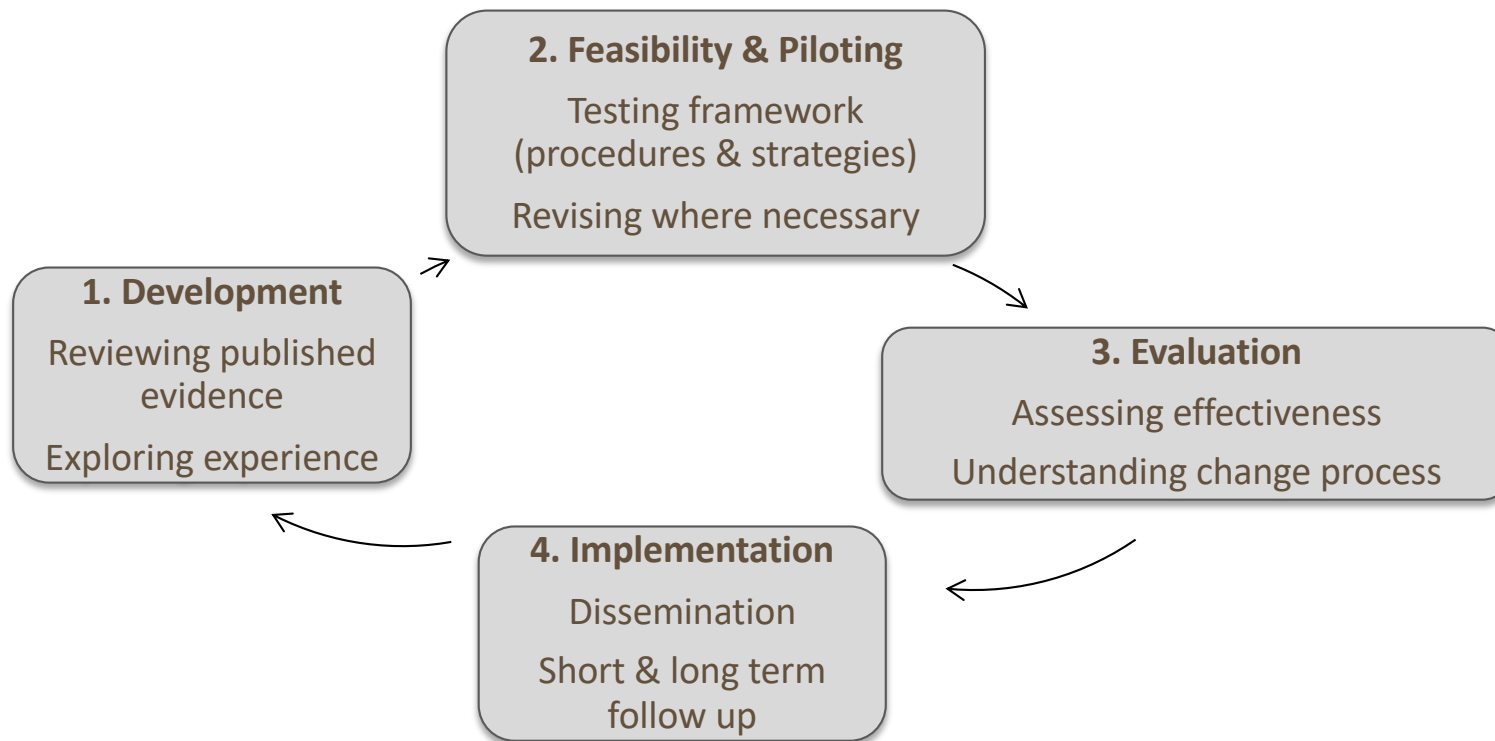 2. Feasibility & Piloting
Testing framework
(procedures & strategies)
Revising where necessary
1. Development
Reviewing published
evidence
Exploring experience
3. Evaluation
Assessing effectiveness
Understanding change process
4. Implementation
Dissemination
Short & long term
follow up